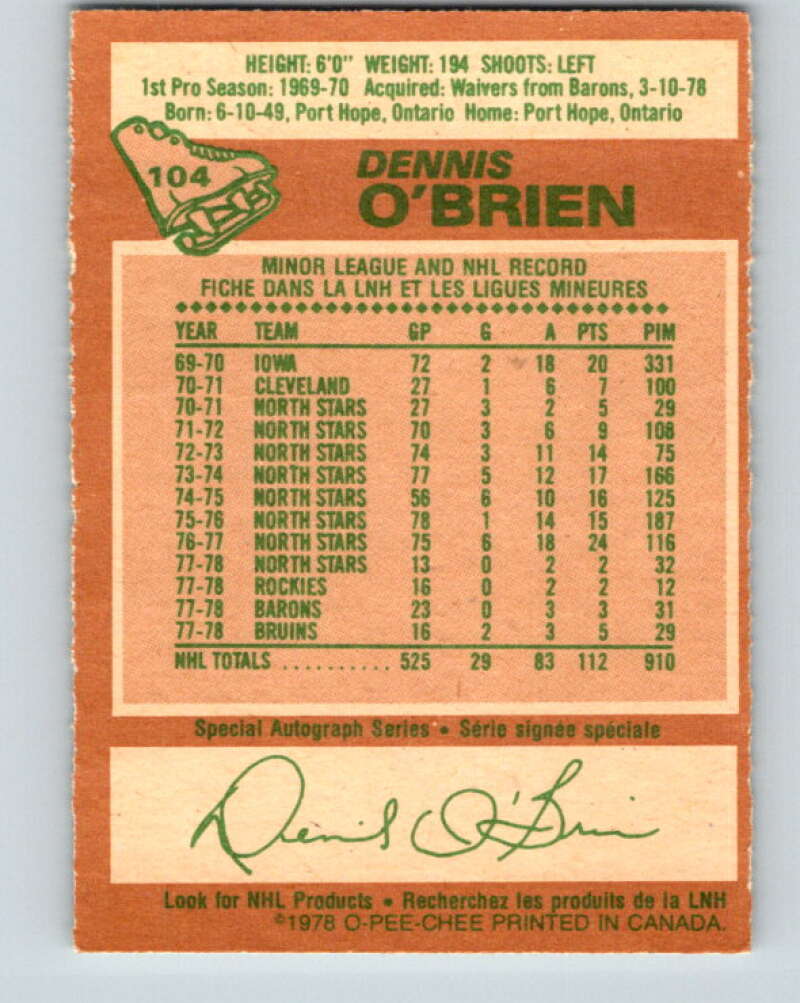 HEIGHT: 6'0" WEIGHT: 194 SHOOTS: LEFT
1st Pro Season: 1969-70 Acquired: Waivers from Barons, 3-10-78
Born: 6-10-49, Port Hope, Ontario Home: Port Hope, Ontario
104
DENNIS
O'BRIEN
MINOR LEAGUE AND NHL RECORD
FICHE DANS LA LNH ET LES LIGUES MINEURES
YEAR TEAM GP G A PTS PIM
69-70 IOWA 72 2 18 20 331
70-71 CLEVELAND 27 1 6 7 100
70-71 NORTH STARS 27 3 2 5 29
71-72 NORTH STARS 70 3 6 9 108
72-73 NORTH STARS 74 3 11 14 75
73-74 NORTH STARS 77 5 12 17 166
74-75 NORTH STARS 56 6 10 16 125
75-76 NORTH STARS 78 1 14 15 187
76-77 NORTH STARS 75 6 18 24 116
77-78 NORTH STARS 13 0 2 2 32
77-78 ROCKIES 16 0 2 2 12
77-78 BARONS 23 0 3 3 31
77-78 BRUINS 16 2 3 5 29
NHL TOTALS .......... 525 29 83 112 910
Special Autograph Series • Série signée spéciale
Dennis O'Brien
Look for NHL Products • Recherchez les produits de la LNH
©1978 O-PEE-CHEE PRINTED IN CANADA.